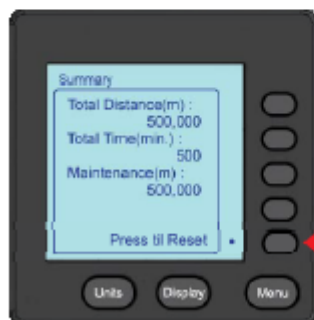 Summary
Total Distance(m) :
500,000
Total Time(min.) :
500
Maintenance(m) :
500,000
Press til Reset
Units Display Menu